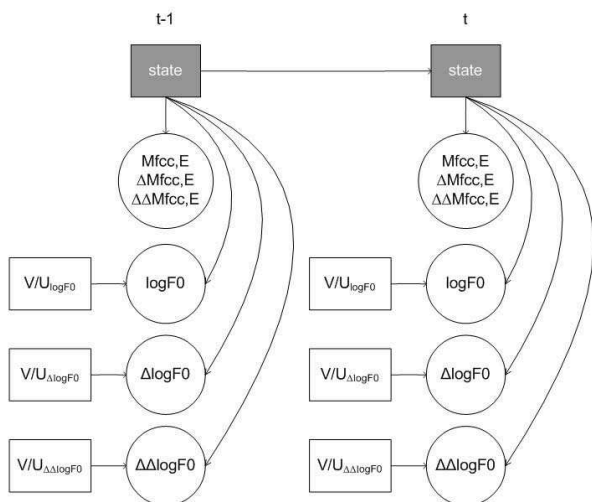 t-1 t
state state
Mfcc,E Mfcc,E
ΔMfcc,E ΔMfcc,E
ΔΔMfcc,E ΔΔMfcc,E
V/UlogF0 logF0 V/UlogF0 logF0
V/UΔlogF0 ΔlogF0 V/UΔlogF0 ΔlogF0
V/UΔΔlogF0 ΔΔlogF0 V/UΔΔlogF0 ΔΔlogF0